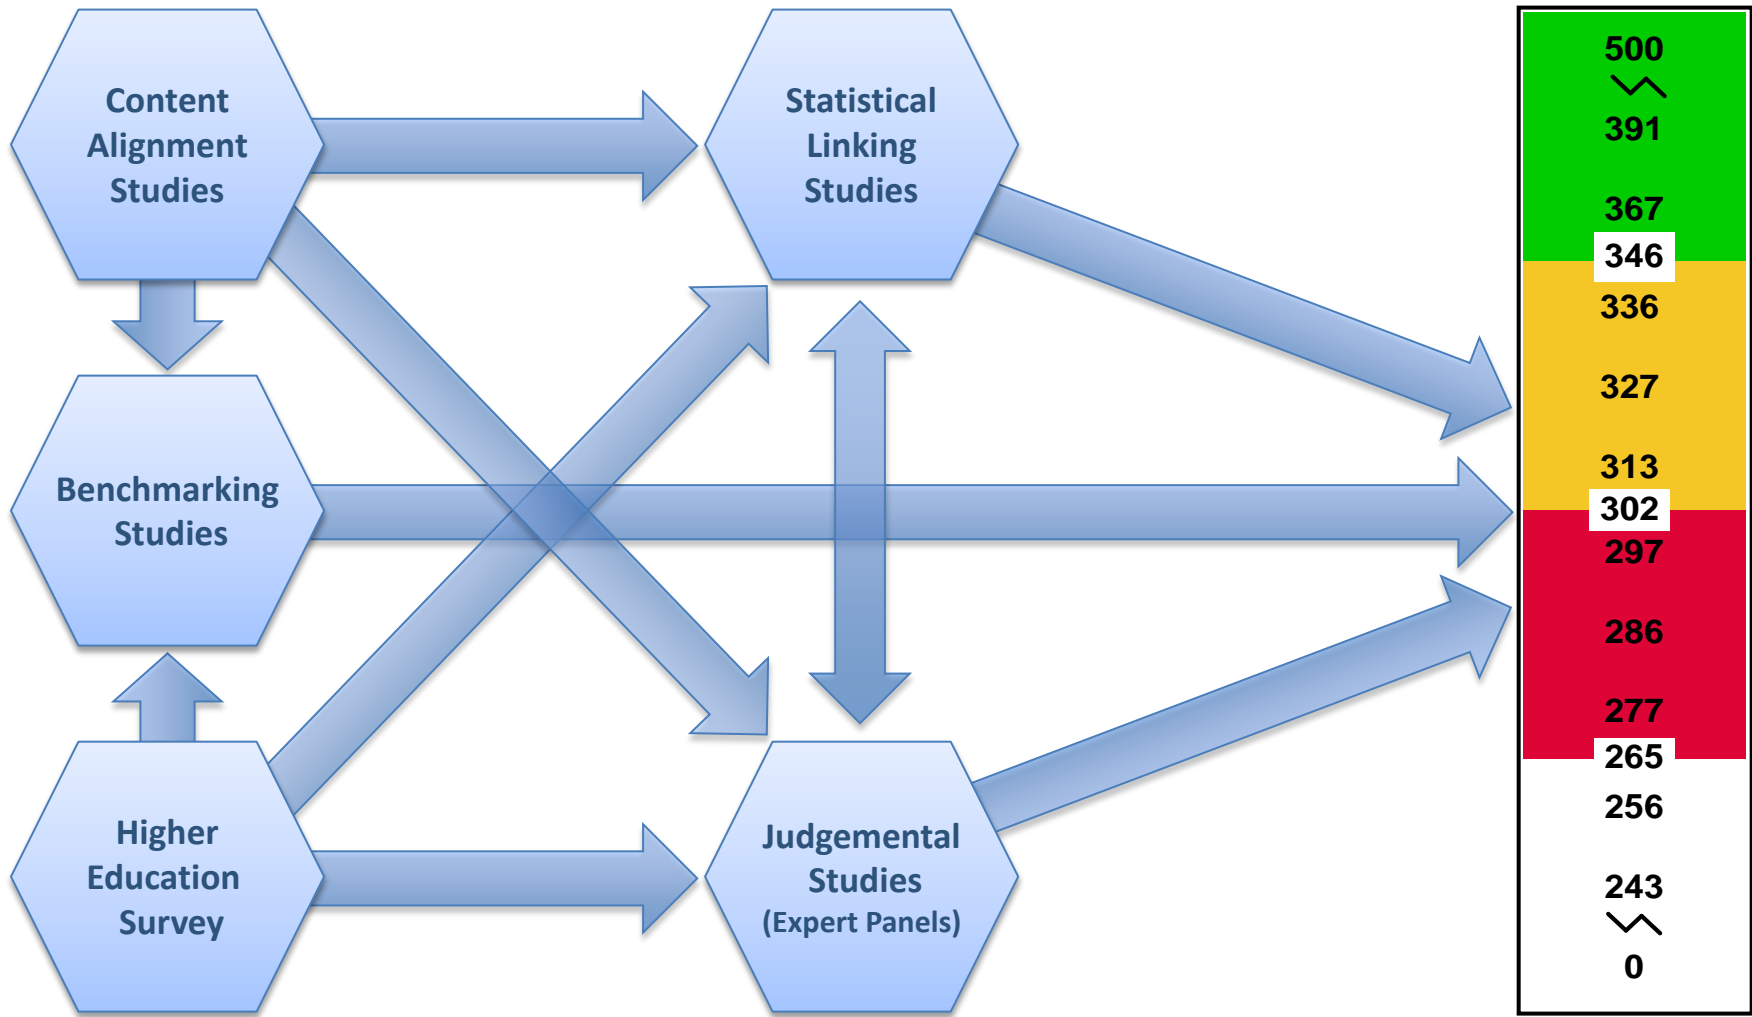 Content
Alignment
Studies
Statistical
Linking
Studies
Benchmarking
Studies
Higher
Education
Survey
Judgemental
Studies
(Expert Panels)
500
391
367
346
336
327
313
302
297
286
277
265
256
243
0